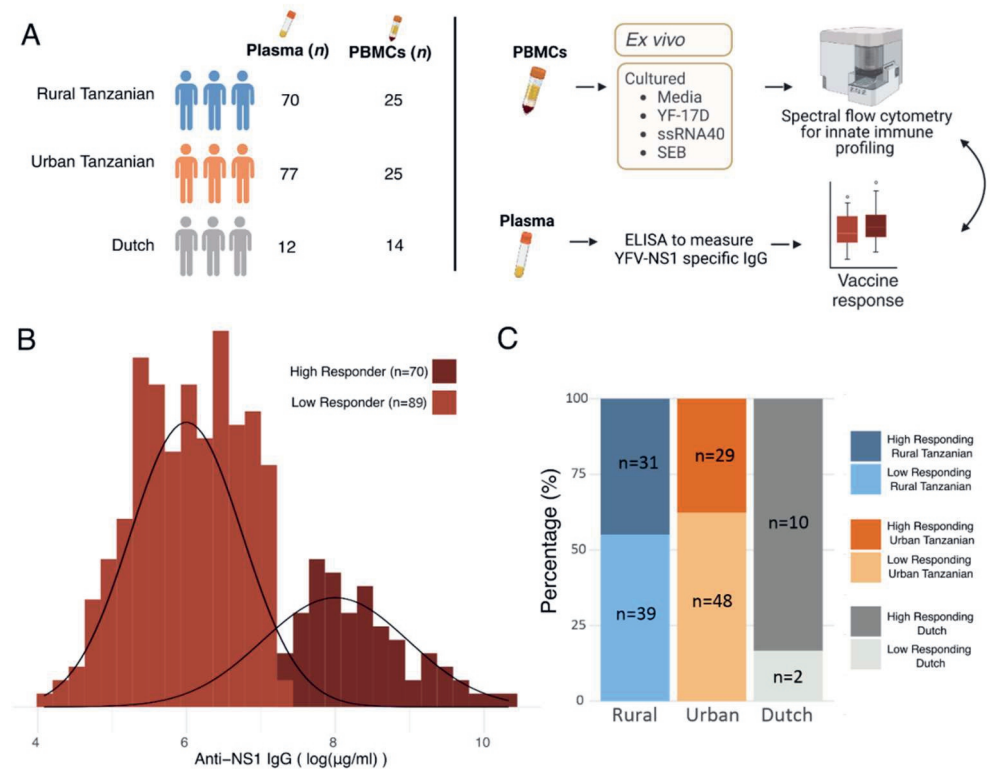 A
Plasma (n)
PBMCs (n)
Rural Tanzanian
70
25
Urban Tanzanian
77
25
Dutch
12
14
PBMCs
Ex vivo
Cultured
• Media
• YF-17D
• ssRNA40
• SEB
Spectral flow cytometry
for innate immune
profiling
Plasma
ELISA to measure
YFV-NS1 specific IgG
Vaccine
response
B
High Responder (n=70)
Low Responder (n=89)
4
6
8
10
Anti−NS1 IgG ( log(µg/ml) )
C
Percentage (%)
100
75
50
25
0
n=31
n=39
n=29
n=48
n=10
n=2
Rural
Urban
Dutch
High Responding
Rural Tanzanian
Low Responding
Rural Tanzanian
High Responding
Urban Tanzanian
Low Responding
Urban Tanzanian
High Responding
Dutch
Low Responding
Dutch